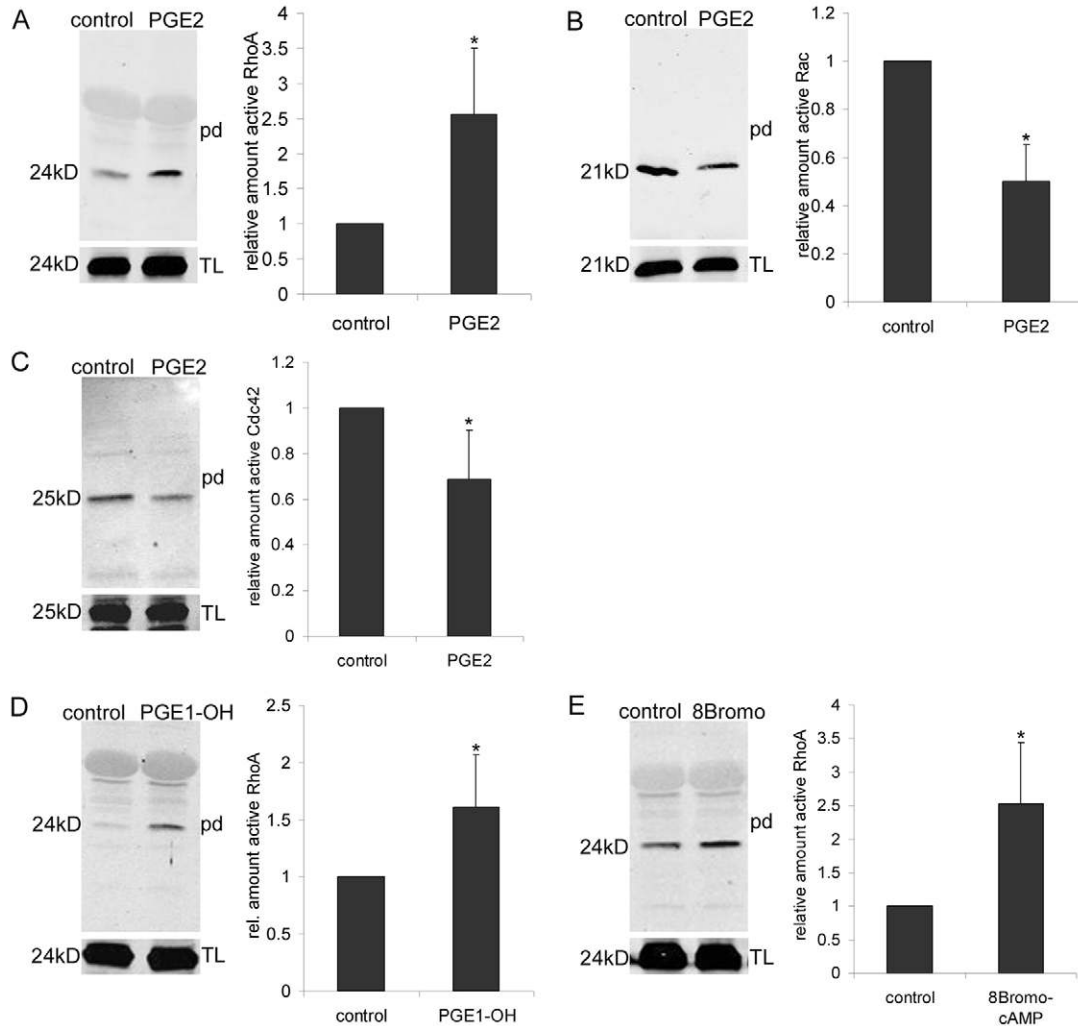 A
control PGE2
pd
24kD
24kD
TL
relative amount active RhoA
4
3.5
3
2.5
2
1.5
1
0.5
0
*
control
PGE2
B
control PGE2
pd
21kD
21kD
TL
relative amount active Rac
1.2
1
0.8
0.6
0.4
0.2
0
*
control
PGE2
C
control PGE2
pd
25kD
25kD
TL
relative amount active Cdc42
1.2
1
0.8
0.6
0.4
0.2
0
*
control
PGE2
D
control PGE1-OH
24kD
pd
24kD
TL
rel. amount active RhoA
2.5
2
1.5
1
0.5
0
*
control
PGE1-OH
E
control 8Bromo
pd
24kD
24kD
TL
relative amount active RhoA
4
3.5
3
2.5
2
1.5
1
0.5
0
*
control
8Bromo-
cAMP